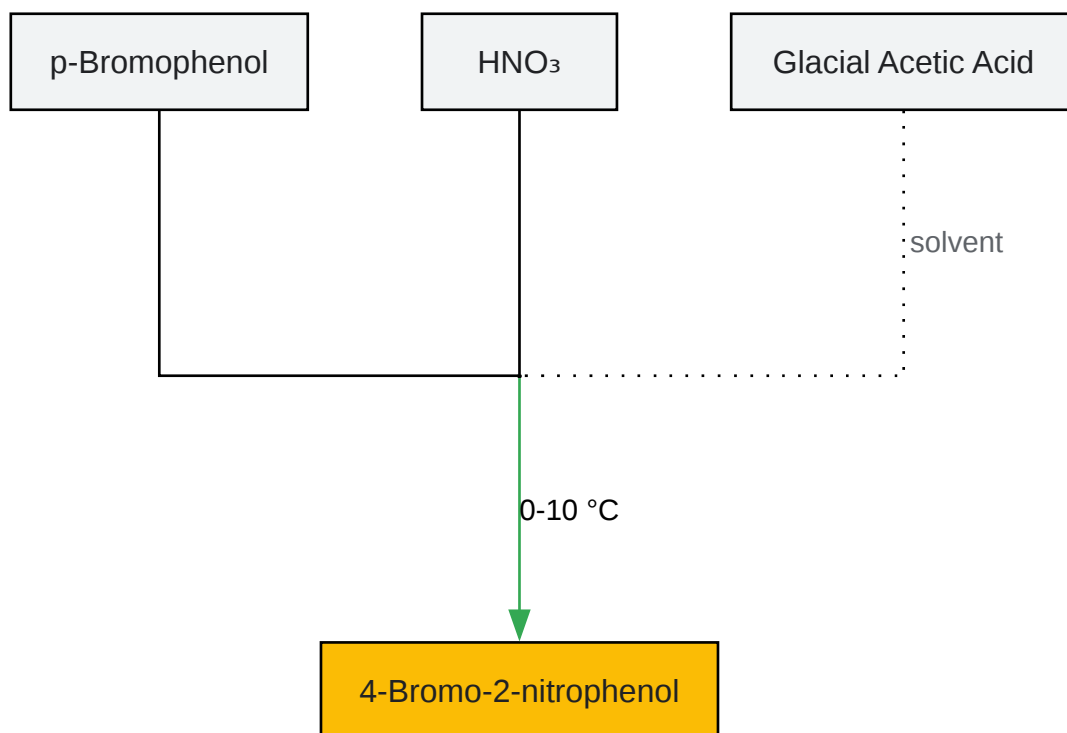 p-Bromophenol
HNO₃
Glacial Acetic Acid
solvent
0-10 °C
4-Bromo-2-nitrophenol